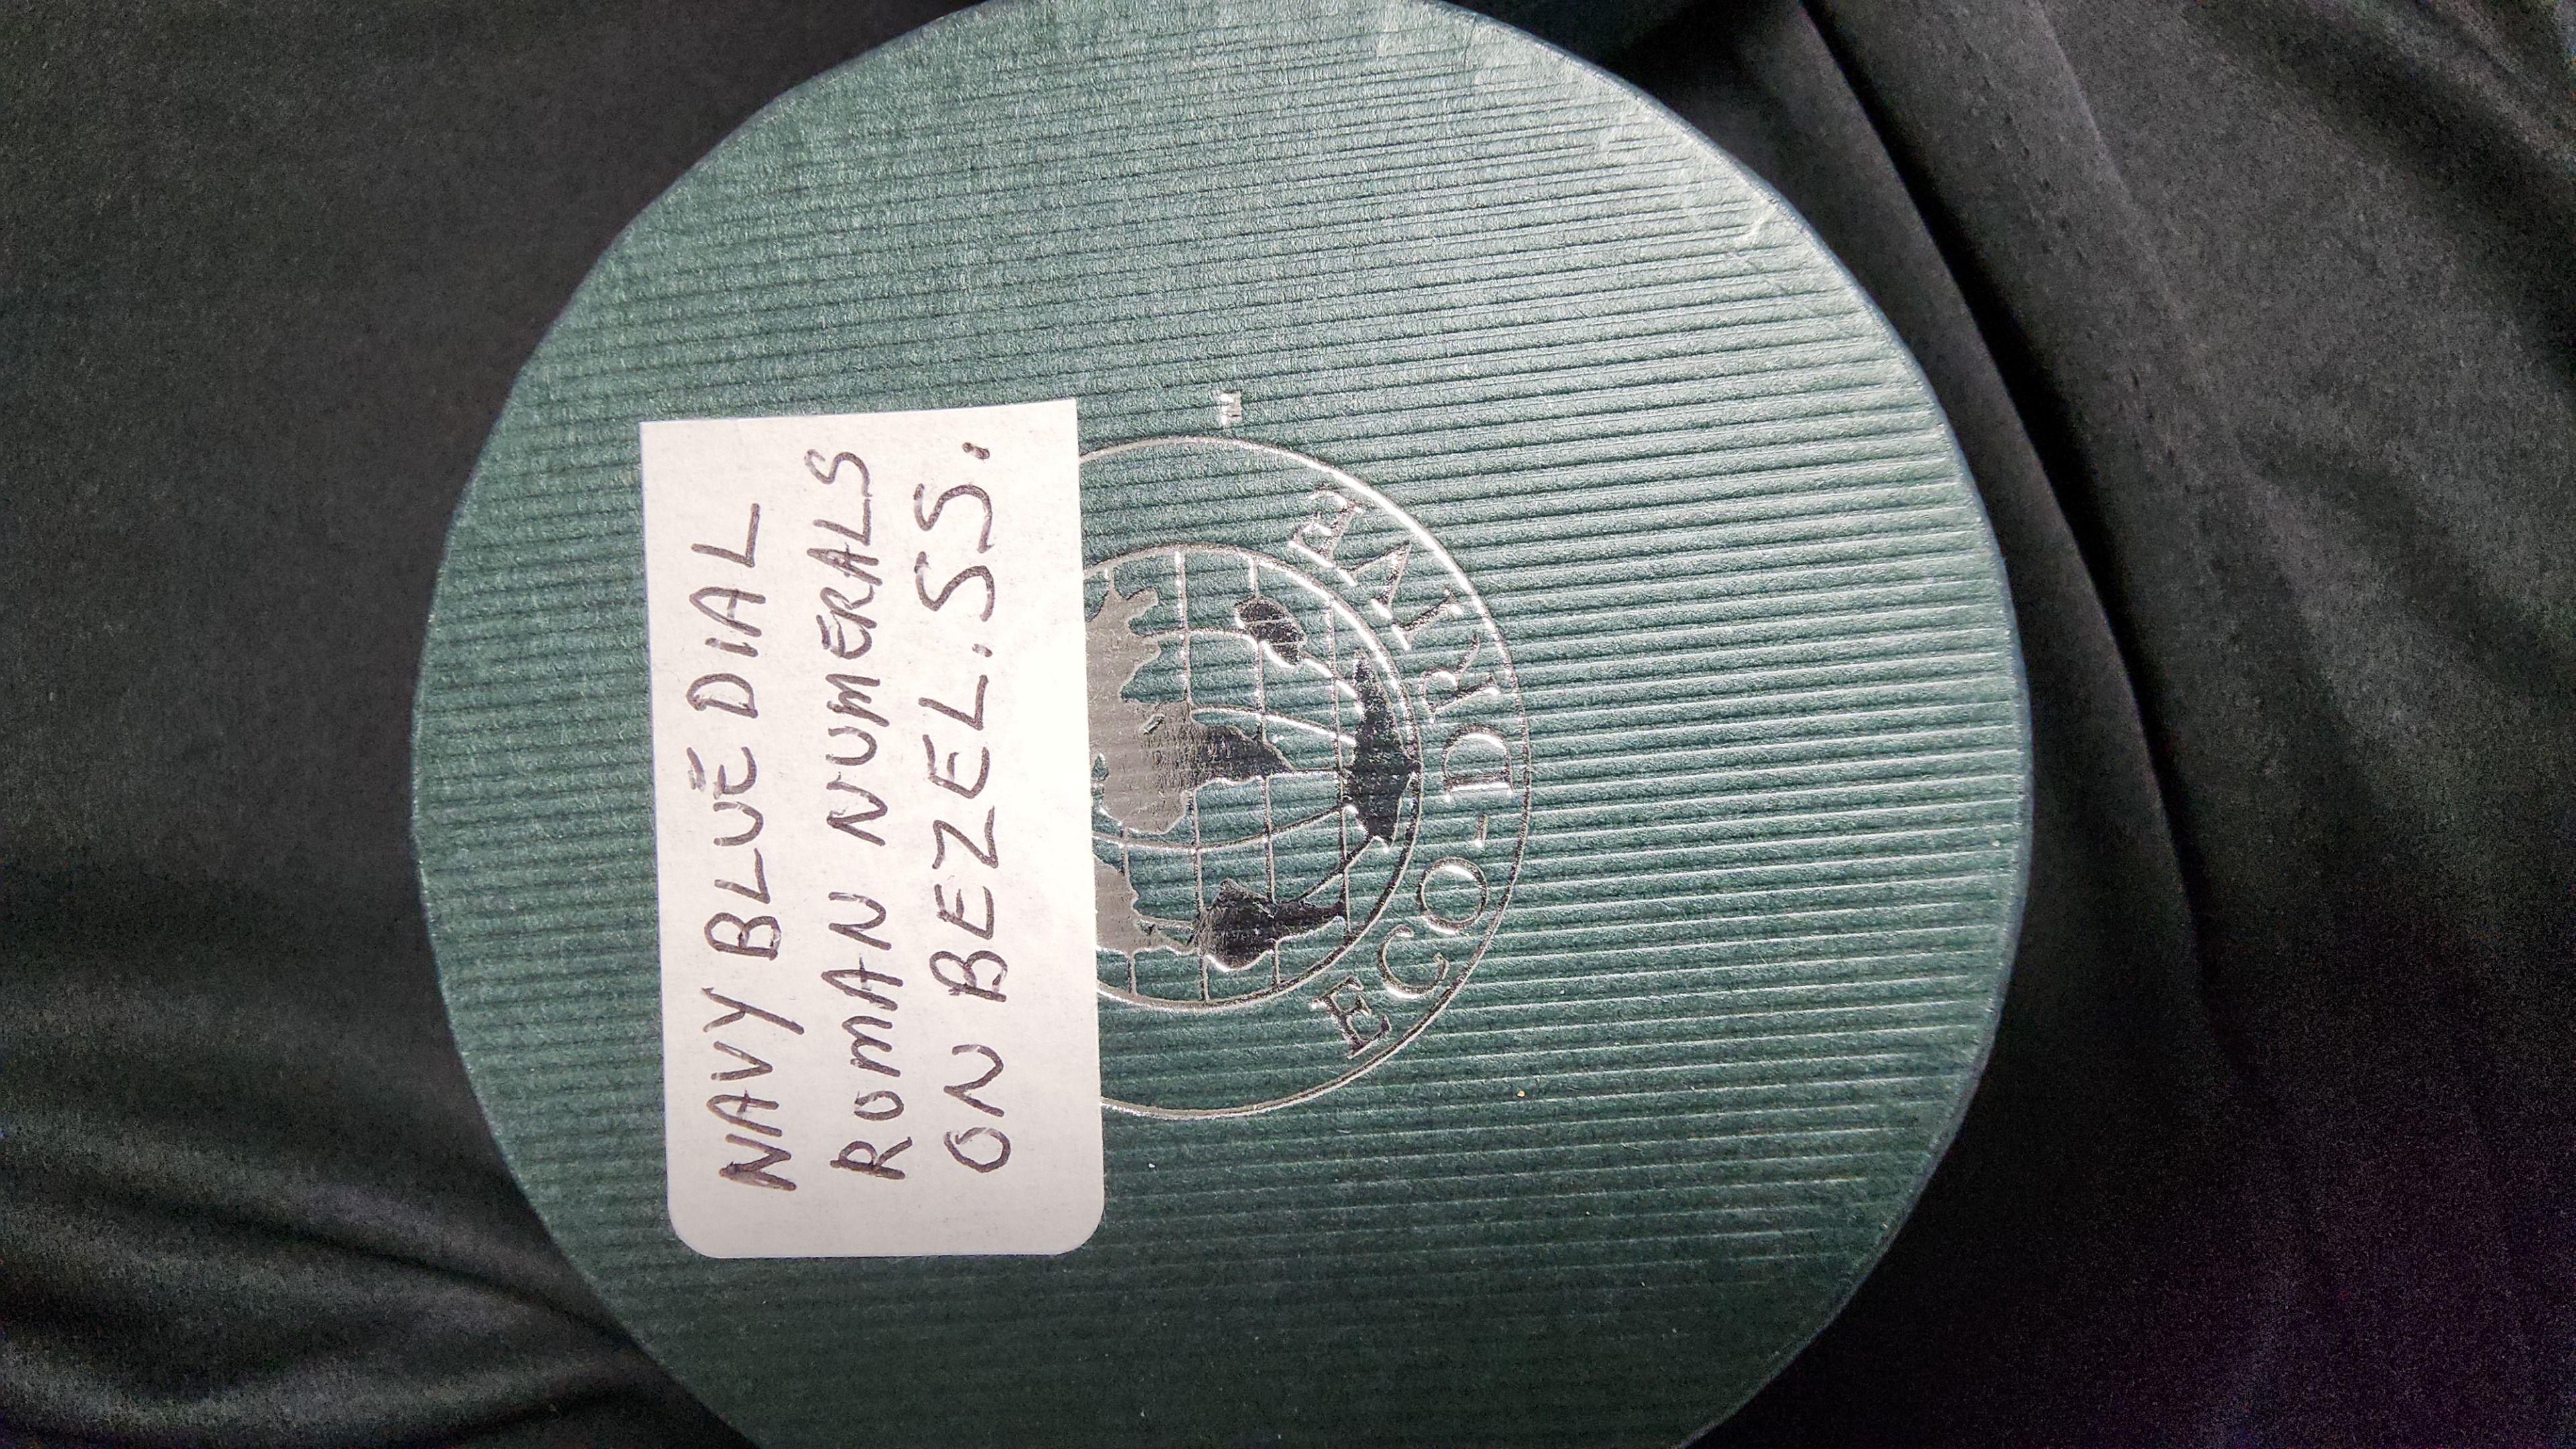 NAVY BLUE DIAL
ROMAN NUMERALS
ON BEZEL.SS.
ECO-DRIVE